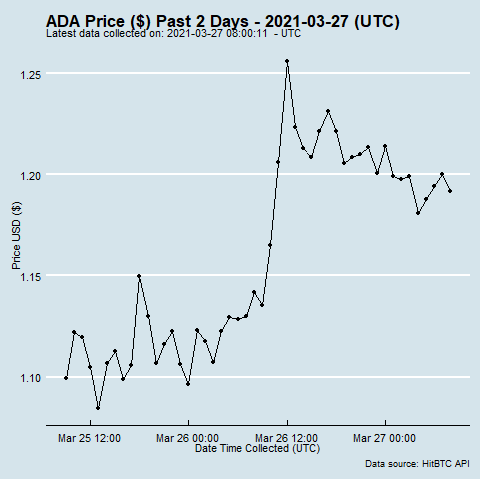 ADA Price ($) Past 2 Days - 2021-03-27 (UTC)
Latest data collected on: 2021-03-27 08:00:11 - UTC
1.25
1.20
1.15
1.10
Price USD ($)
Mar 25 12:00 Mar 26 00:00 Mar 26 12:00 Mar 27 00:00
Date Time Collected (UTC)
Data source: HitBTC API